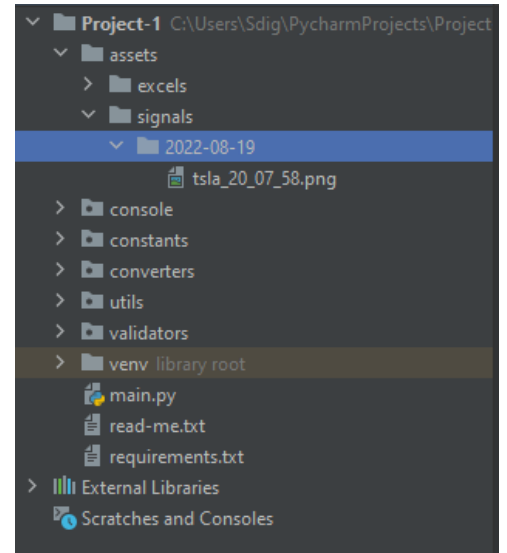 Project-1 C:\Users\Sdig\PycharmProjects\Project
assets
excels
signals
2022-08-19
tsla_20_07_58.png
console
constants
converters
utils
validators
venv library root
main.py
read-me.txt
requirements.txt
External Libraries
Scratches and Consoles